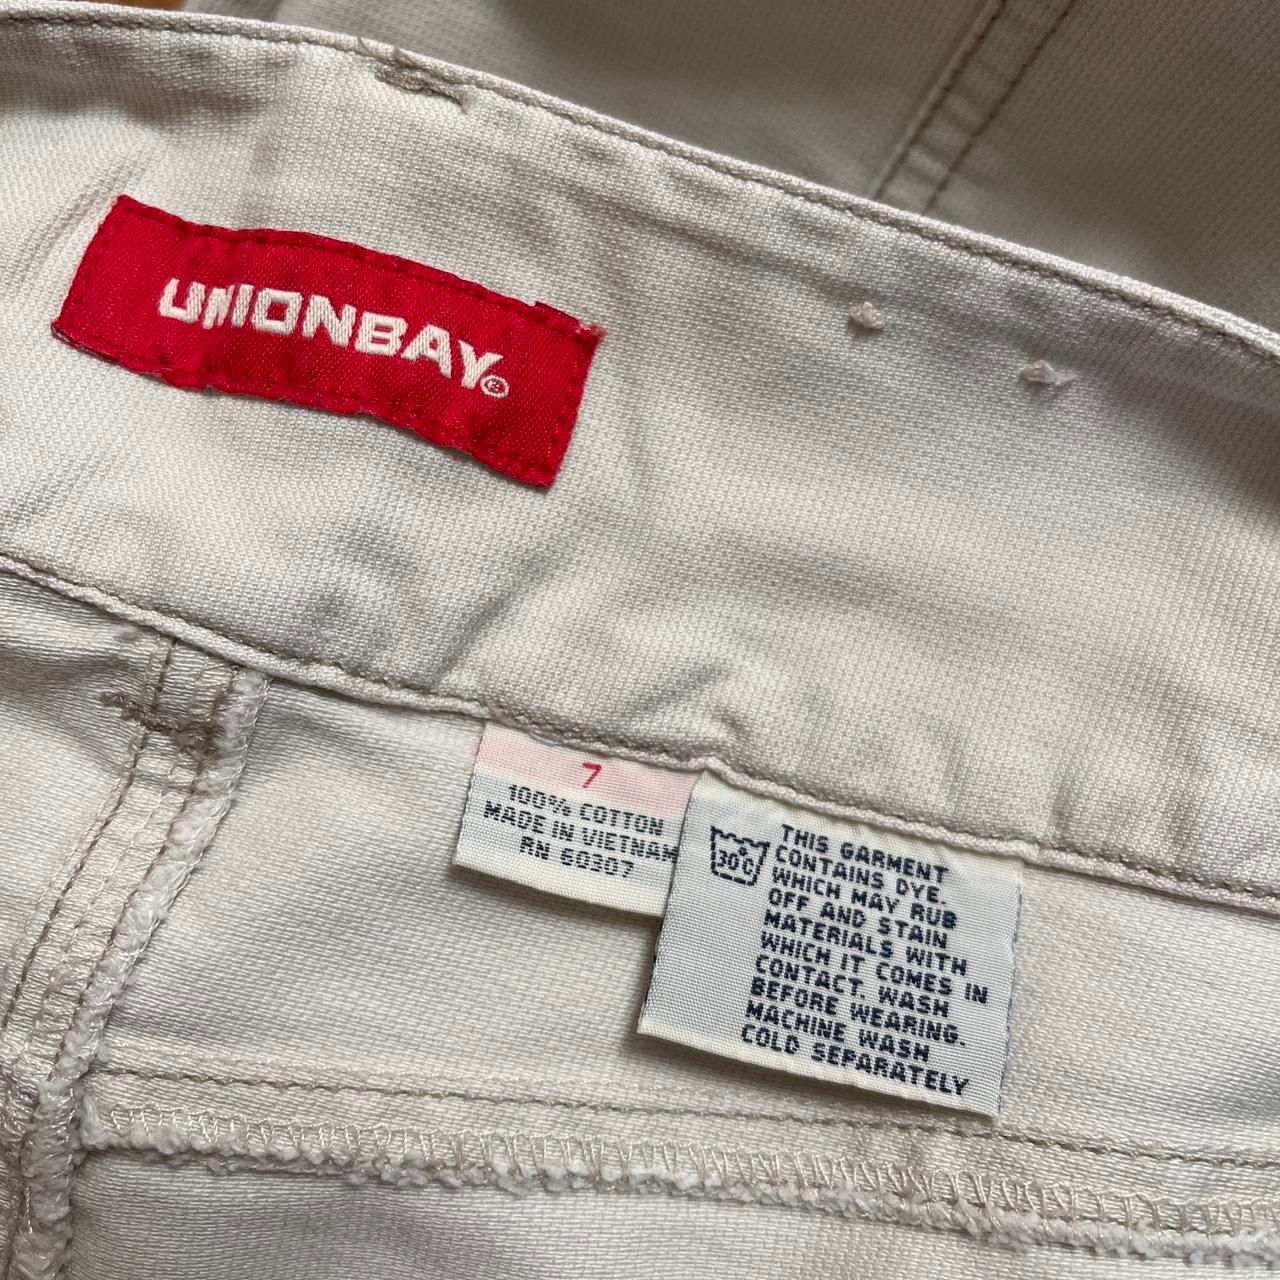 UNIONBAY®
7
100% COTTON
MADE IN VIETNAM
RN 60307
30°C
THIS GARMENT
CONTAINS DYE.
WHICH MAY RUB
OFF AND STAIN
MATERIALS WITH
WHICH IT COMES IN
CONTACT. WASH
BEFORE WEARING.
MACHINE WASH
COLD SEPARATELY